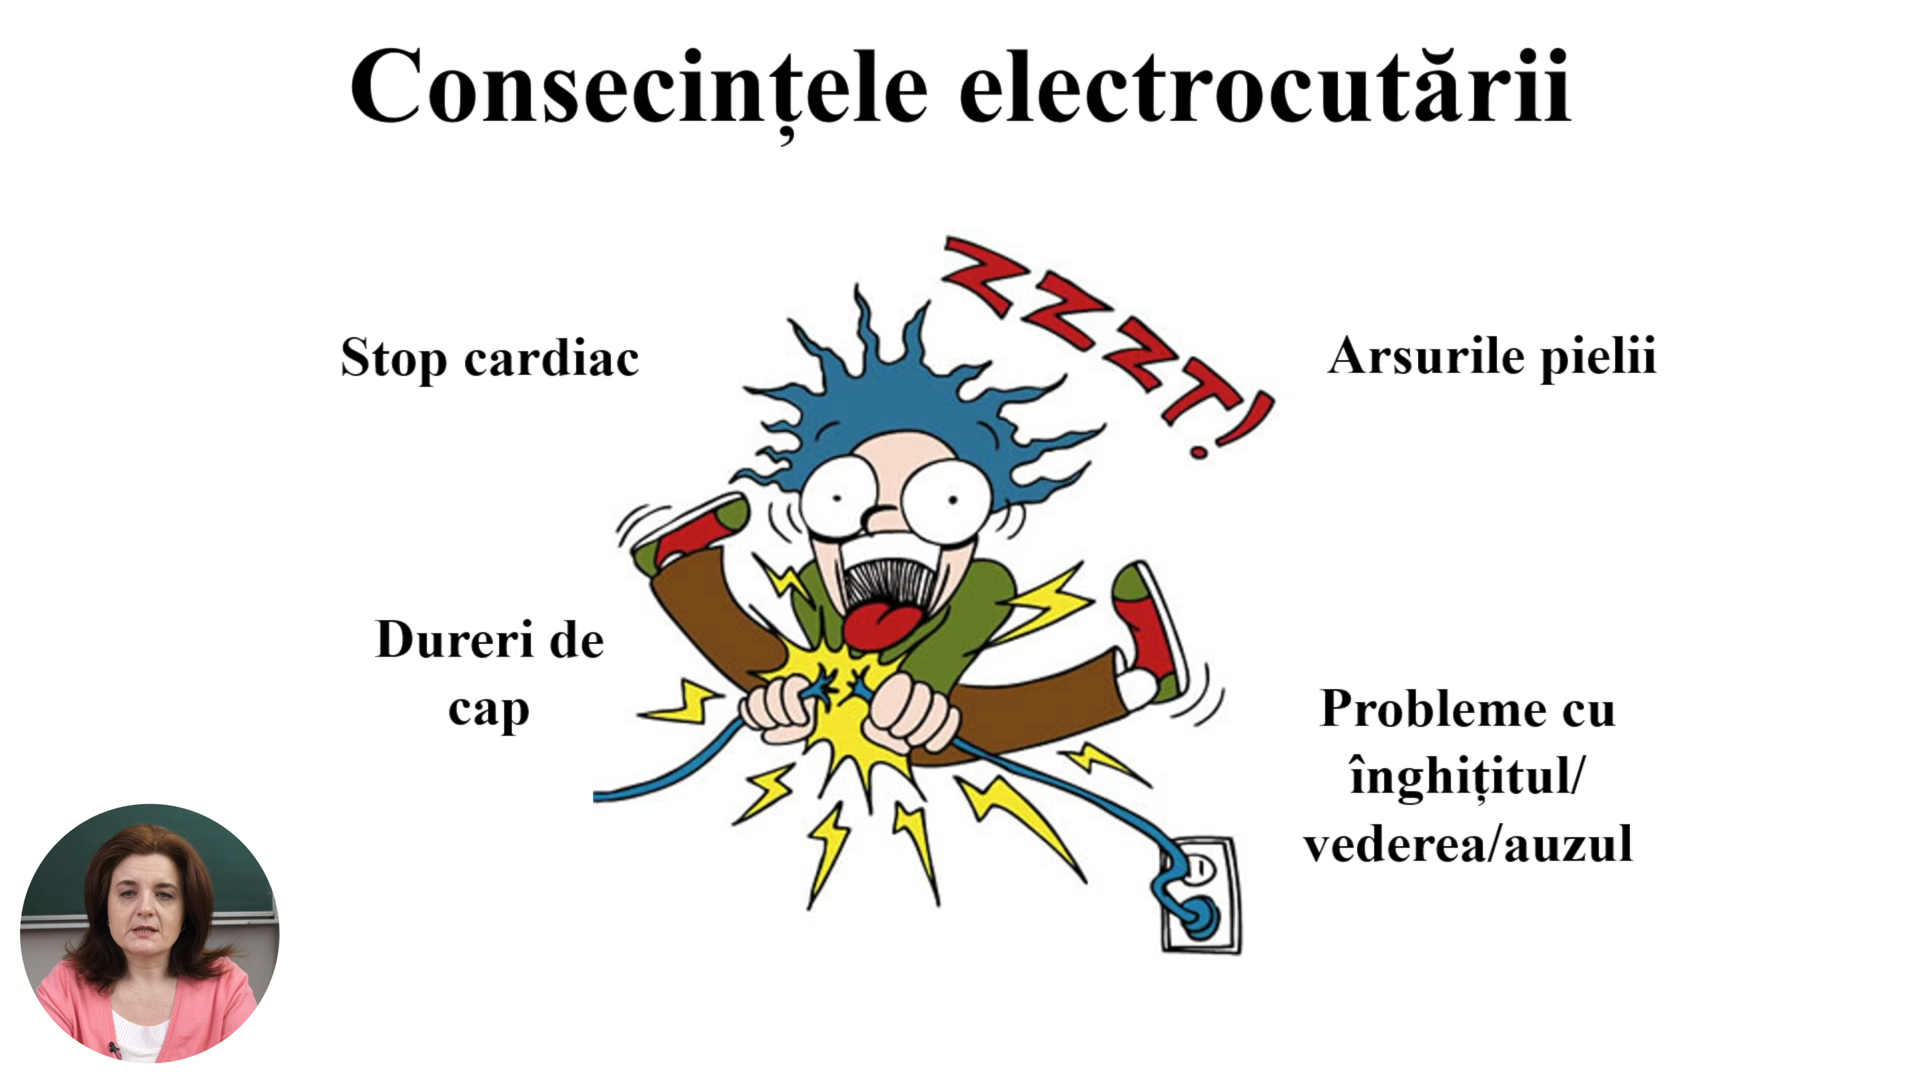 Consecințele electrocutării
ZZZT!
Stop cardiac
Arsurile pielii
Dureri de
cap
Probleme cu
înghițitul/
vederea/auzul